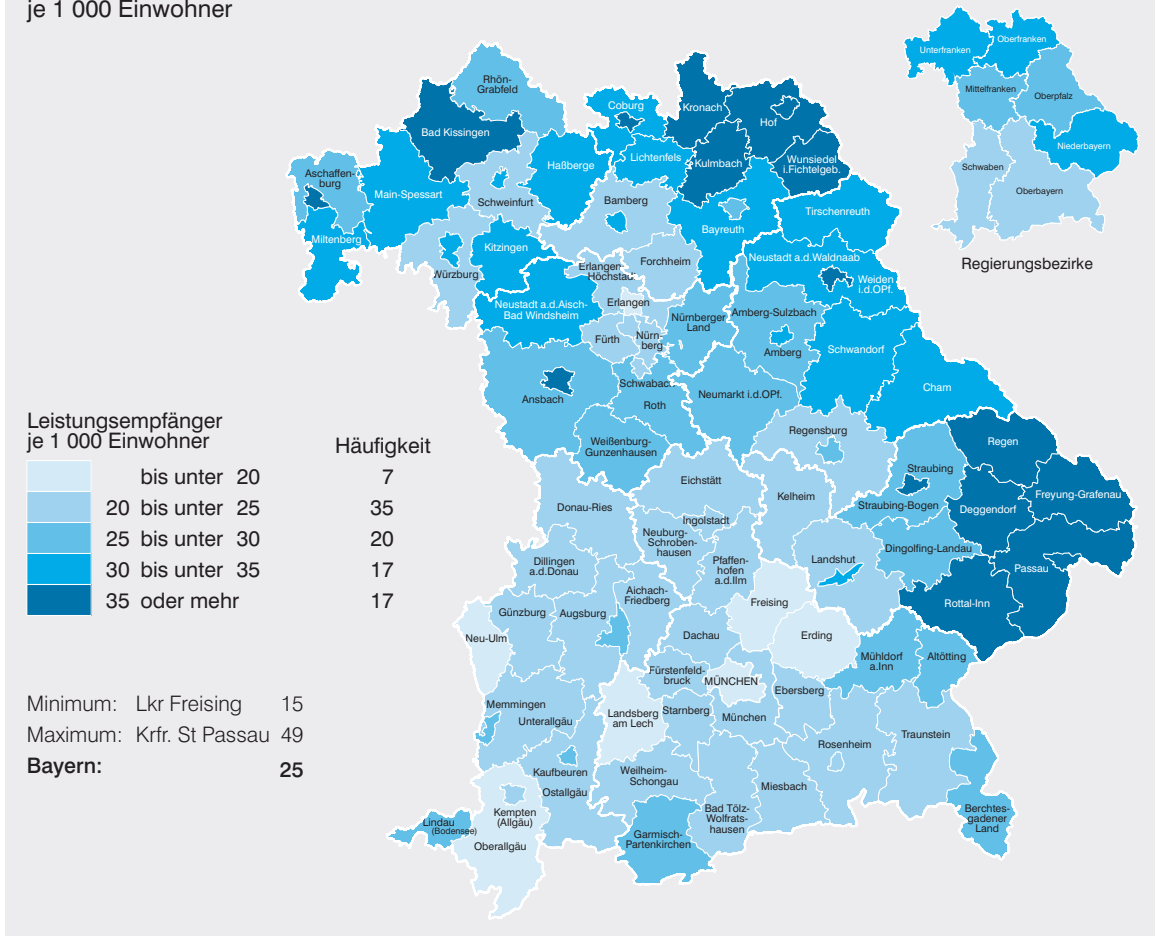 je 1 000 Einwohner
Unterfranken
Oberfranken
Mittelfranken
Oberpfalz
Niederbayern
Schwaben
Oberbayern
Regierungsbezirke
Rhön-
Grabfeld
Bad Kissingen
Coburg
Kronach
Hof
Kulmbach
Wunsiedel
i.Fichtelgeb.
Lichtenfels
Haßberge
Aschaffen-
burg
Main-Spessart
Schweinfurt
Bamberg
Miltenberg
Bayreuth
Tirschenreuth
Kitzingen
Würzburg
Forchheim
Erlangen-
Höchstadt
Neustadt a.d.Waldnaab
Weiden
i.d.OPf.
Neustadt a.d.Aisch-
Bad Windsheim
Erlangen
Fürth
Nürn-
berg
Nürnberger
Land
Amberg-Sulzbach
Amberg
Schwandorf
Cham
Ansbach
Schwabach
Roth
Neumarkt i.d.OPf.
Weißenburg-
Gunzenhausen
Regensburg
Regen
Straubing
Straubing-Bogen
Freyung-Grafenau
Deggendorf
Eichstätt
Donau-Ries
Kelheim
Ingolstadt
Neuburg-
Schroben-
hausen
Pfaffen-
hofen
a.d.Ilm
Landshut
Dingolfing-Landau
Passau
Rottal-Inn
Dillingen
a.d.Donau
Aichach-
Friedberg
Günzburg
Augsburg
Freising
Erding
Neu-Ulm
Dachau
Mühldorf
a.Inn
Altötting
Fürstenfeld-
bruck
MÜNCHEN
Ebersberg
Memmingen
Unterallgäu
Landsberg
am Lech
Starnberg
München
Rosenheim
Traunstein
Kaufbeuren
Ostallgäu
Weilheim-
Schongau
Miesbach
Bad Tölz-
Wolfrats-
hausen
Kempten
(Allgäu)
Oberallgäu
Lindau
(Bodensee)
Garmisch-
Partenkirchen
Berchtes-
gadener
Land
Leistungsempfänger
je 1 000 Einwohner Häufigkeit
bis unter 20 7
20 bis unter 25 35
25 bis unter 30 20
30 bis unter 35 17
35 oder mehr 17
Minimum: Lkr Freising 15
Maximum: Krfr. St Passau 49
Bayern: 25